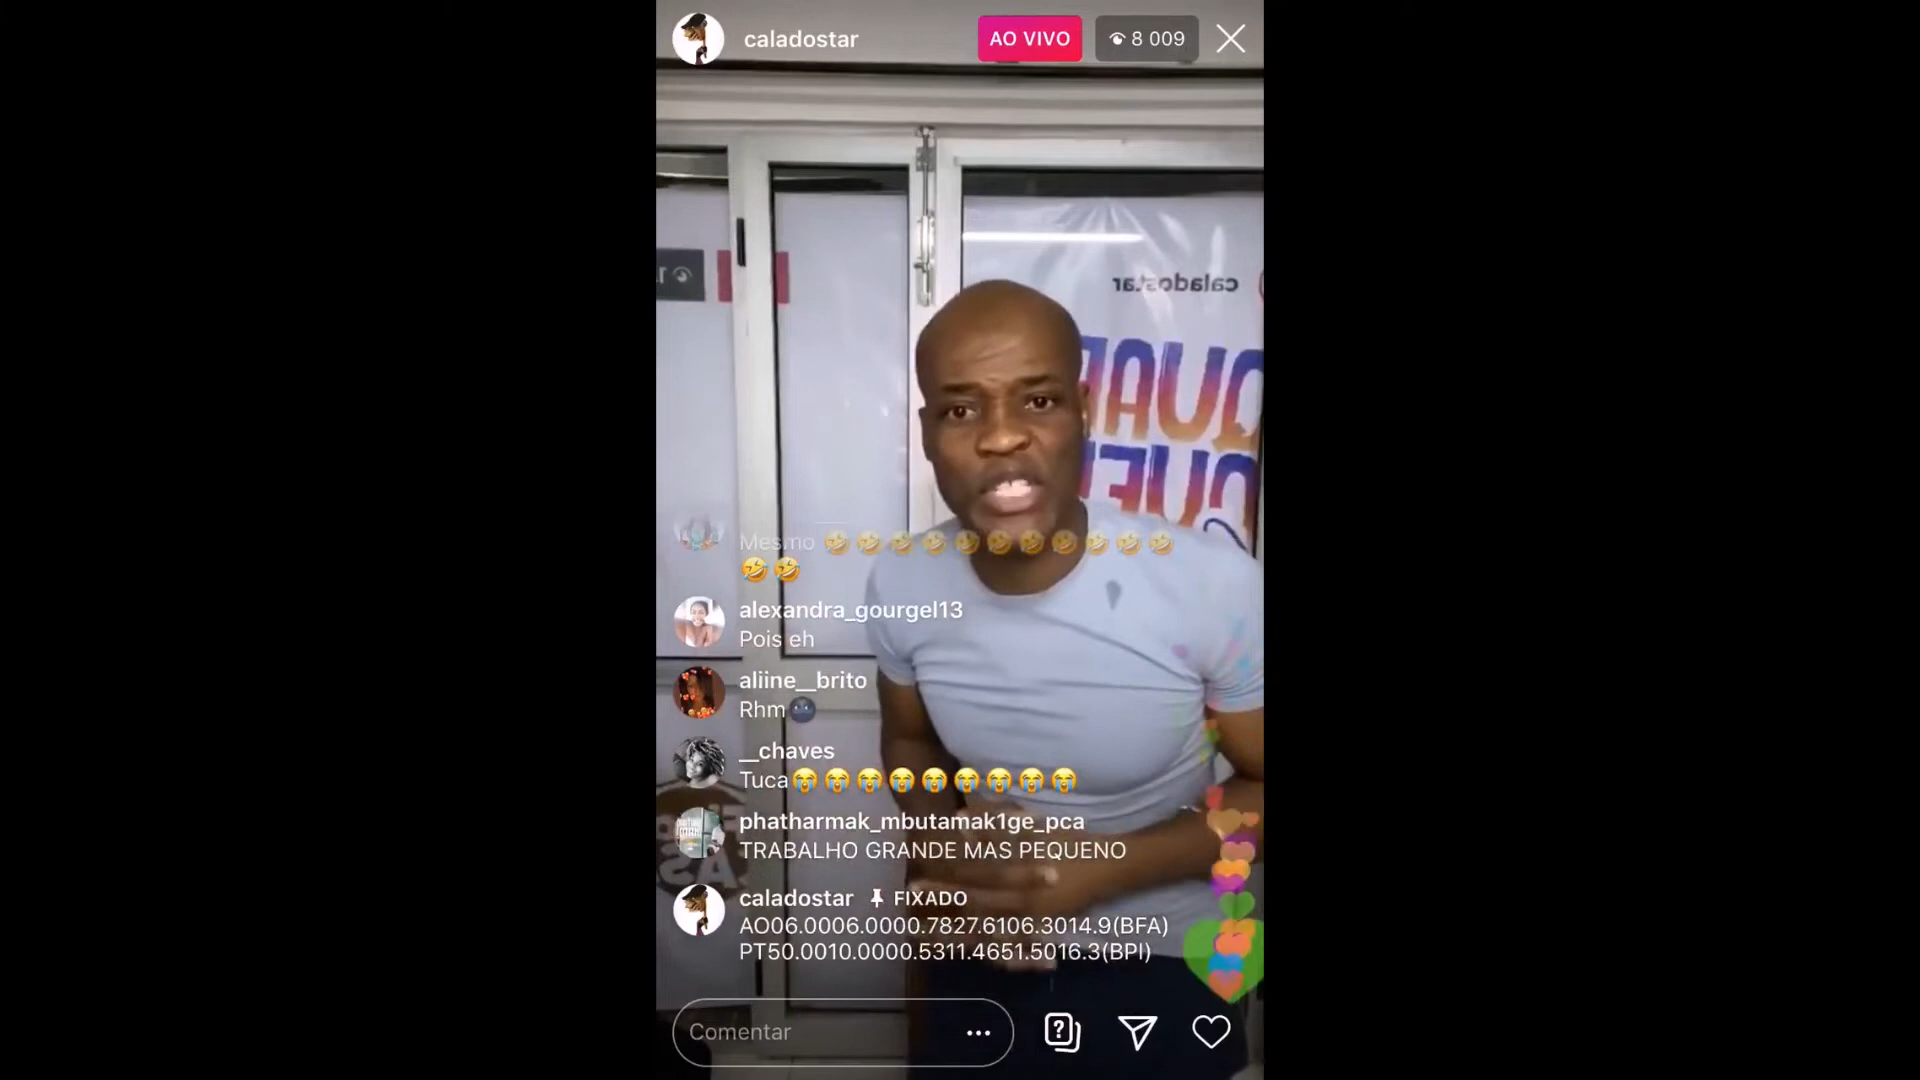 caladostar
AO VIVO
8 009
caladostar
QUAR
QUE
Mesmo 🤣🤣🤣🤣🤣🤣🤣🤣🤣🤣🤣
🤣🤣
alexandra_gourgel13
Pois eh
aliine__brito
Rhm🌚
__chaves
Tuca😭😭😭😭😭😭😭😭😭
phatharmak_mbutamak1ge_pca
TRABALHO GRANDE MAS PEQUENO
caladostar FIXADO
AO06.0006.0000.7827.6106.3014.9(BFA)
PT50.0010.0000.5311.4651.5016.3(BPI)
Comentar